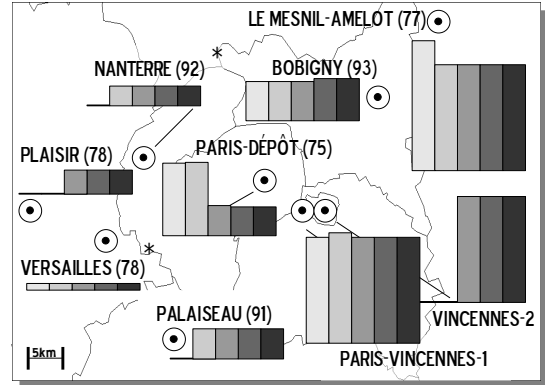 LE MESNIL-AMELOT (77)
*
NANTERRE (92)
BOBIGNY (93)
PLAISIR (78)
PARIS-DÉPÔT (75)
*
VERSAILLES (78)
PALAISEAU (91)
VINCENNES-2
5km
PARIS-VINCENNES-1